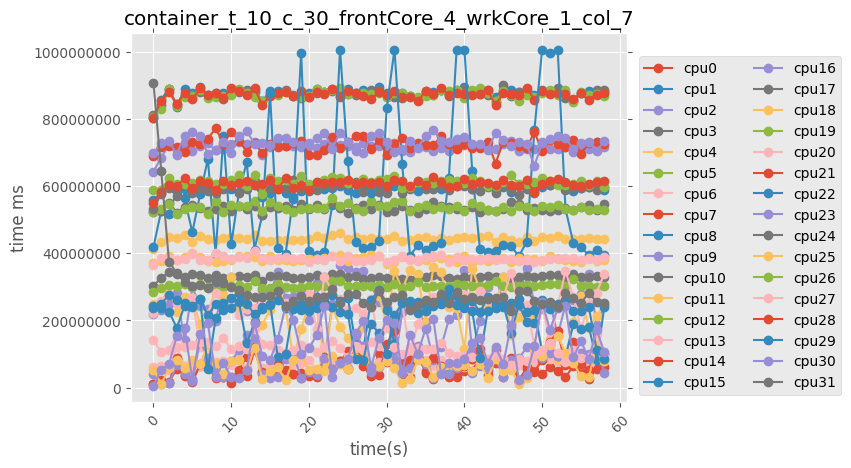 container_t_10_c_30_frontCore_4_wrkCore_1_col_7
1000000000
800000000
600000000
400000000
200000000
0
time ms
0
10
20
30
40
50
60
time(s)
cpu0
cpu1
cpu2
cpu3
cpu4
cpu5
cpu6
cpu7
cpu8
cpu9
cpu10
cpu11
cpu12
cpu13
cpu14
cpu15
cpu16
cpu17
cpu18
cpu19
cpu20
cpu21
cpu22
cpu23
cpu24
cpu25
cpu26
cpu27
cpu28
cpu29
cpu30
cpu31